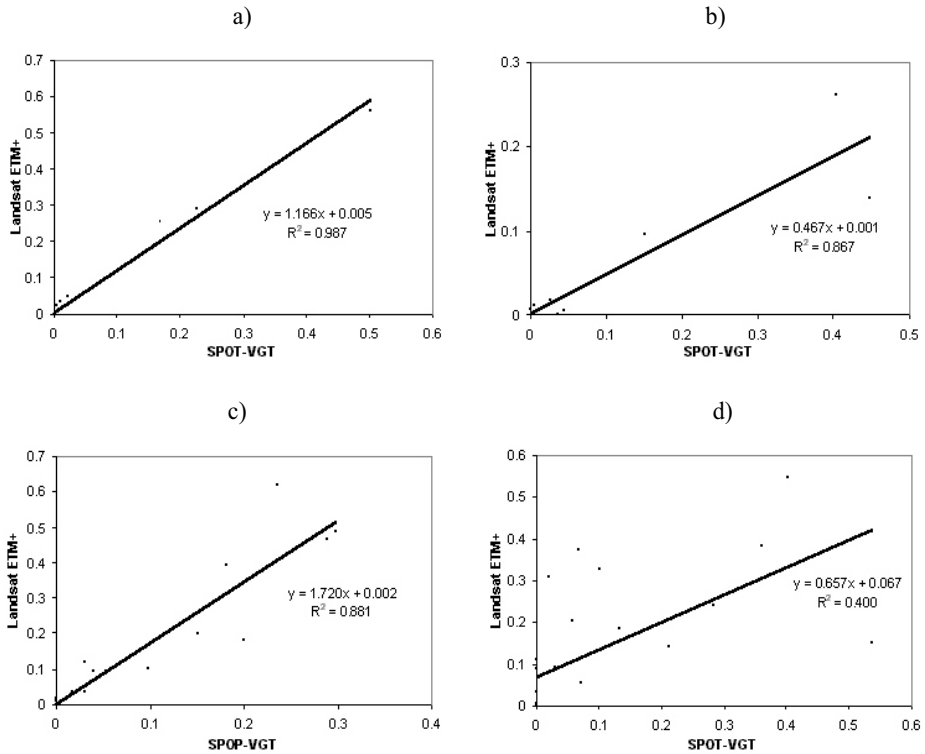 a)
0.7
0.6
0.5
0.4
0.3
0.2
0.1
0
Landsat ETM+
y = 1.166x + 0.005
R² = 0.987
0 0.1 0.2 0.3 0.4 0.5 0.6
SPOT-VGT
b)
0.3
0.2
0.1
0
Landsat ETM+
y = 0.467x + 0.001
R² = 0.867
0 0.1 0.2 0.3 0.4 0.5
SPOT-VGT
c)
0.7
0.6
0.5
0.4
0.3
0.2
0.1
0
Landsat ETM+
y = 1.720x + 0.002
R² = 0.881
0 0.1 0.2 0.3 0.4
SPOP-VGT
d)
0.6
0.5
0.4
0.3
0.2
0.1
0
Landsat ETM+
y = 0.657x + 0.067
R² = 0.400
0 0.1 0.2 0.3 0.4 0.5 0.6
SPOT-VGT